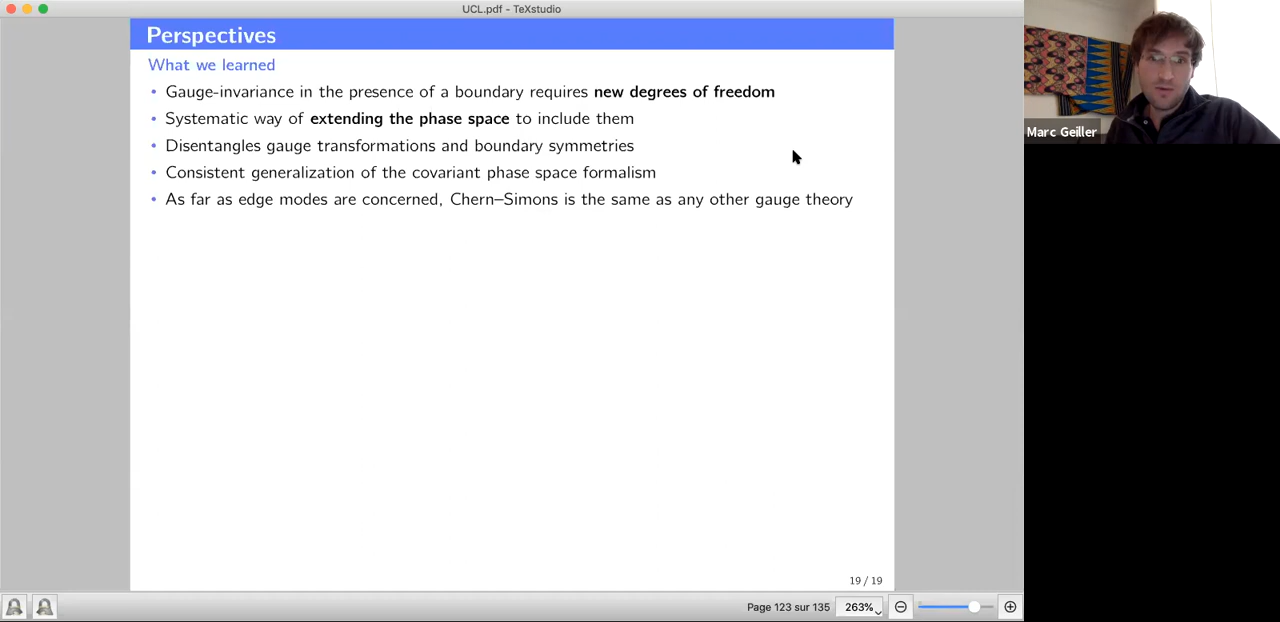 UCL.pdf - TeXstudio
Perspectives
What we learned
• Gauge-invariance in the presence of a boundary requires new degrees of freedom
• Systematic way of extending the phase space to include them
• Disentangles gauge transformations and boundary symmetries
• Consistent generalization of the covariant phase space formalism
• As far as edge modes are concerned, Chern–Simons is the same as any other gauge theory
19 / 19
Page 123 sur 135
263%
Marc Geiller